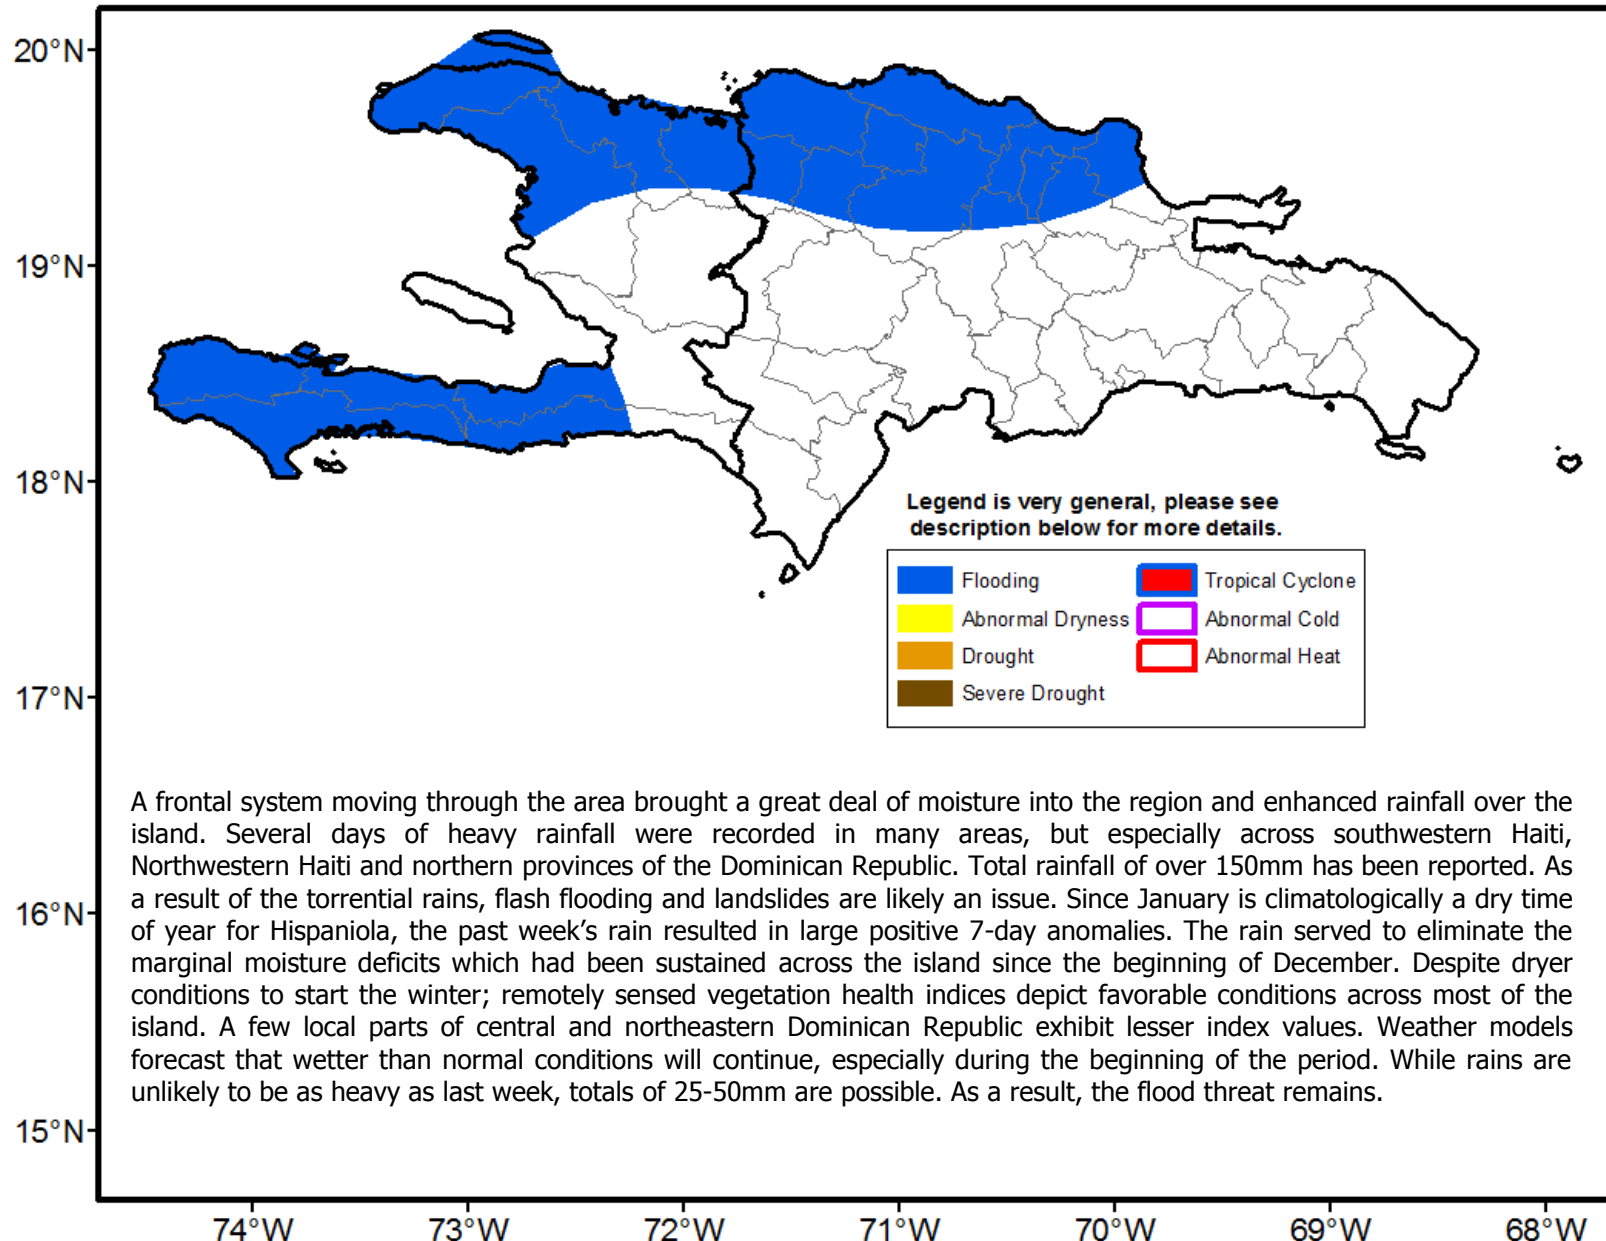 20°N
19°N
18°N
17°N
16°N
15°N
Legend is very general, please see
description below for more details.
Flooding
Tropical Cyclone
Abnormal Dryness
Abnormal Cold
Drought
Abnormal Heat
Severe Drought
A frontal system moving through the area brought a great deal of moisture into the region and enhanced rainfall over the
island. Several days of heavy rainfall were recorded in many areas, but especially across southwestern Haiti,
Northwestern Haiti and northern provinces of the Dominican Republic. Total rainfall of over 150mm has been reported. As
a result of the torrential rains, flash flooding and landslides are likely an issue. Since January is climatologically a dry time
of year for Hispaniola, the past week’s rain resulted in large positive 7-day anomalies. The rain served to eliminate the
marginal moisture deficits which had been sustained across the island since the beginning of December. Despite dryer
conditions to start the winter; remotely sensed vegetation health indices depict favorable conditions across most of the
island. A few local parts of central and northeastern Dominican Republic exhibit lesser index values. Weather models
forecast that wetter than normal conditions will continue, especially during the beginning of the period. While rains are
unlikely to be as heavy as last week, totals of 25-50mm are possible. As a result, the flood threat remains.
74°W 73°W 72°W 71°W 70°W 69°W 68°W